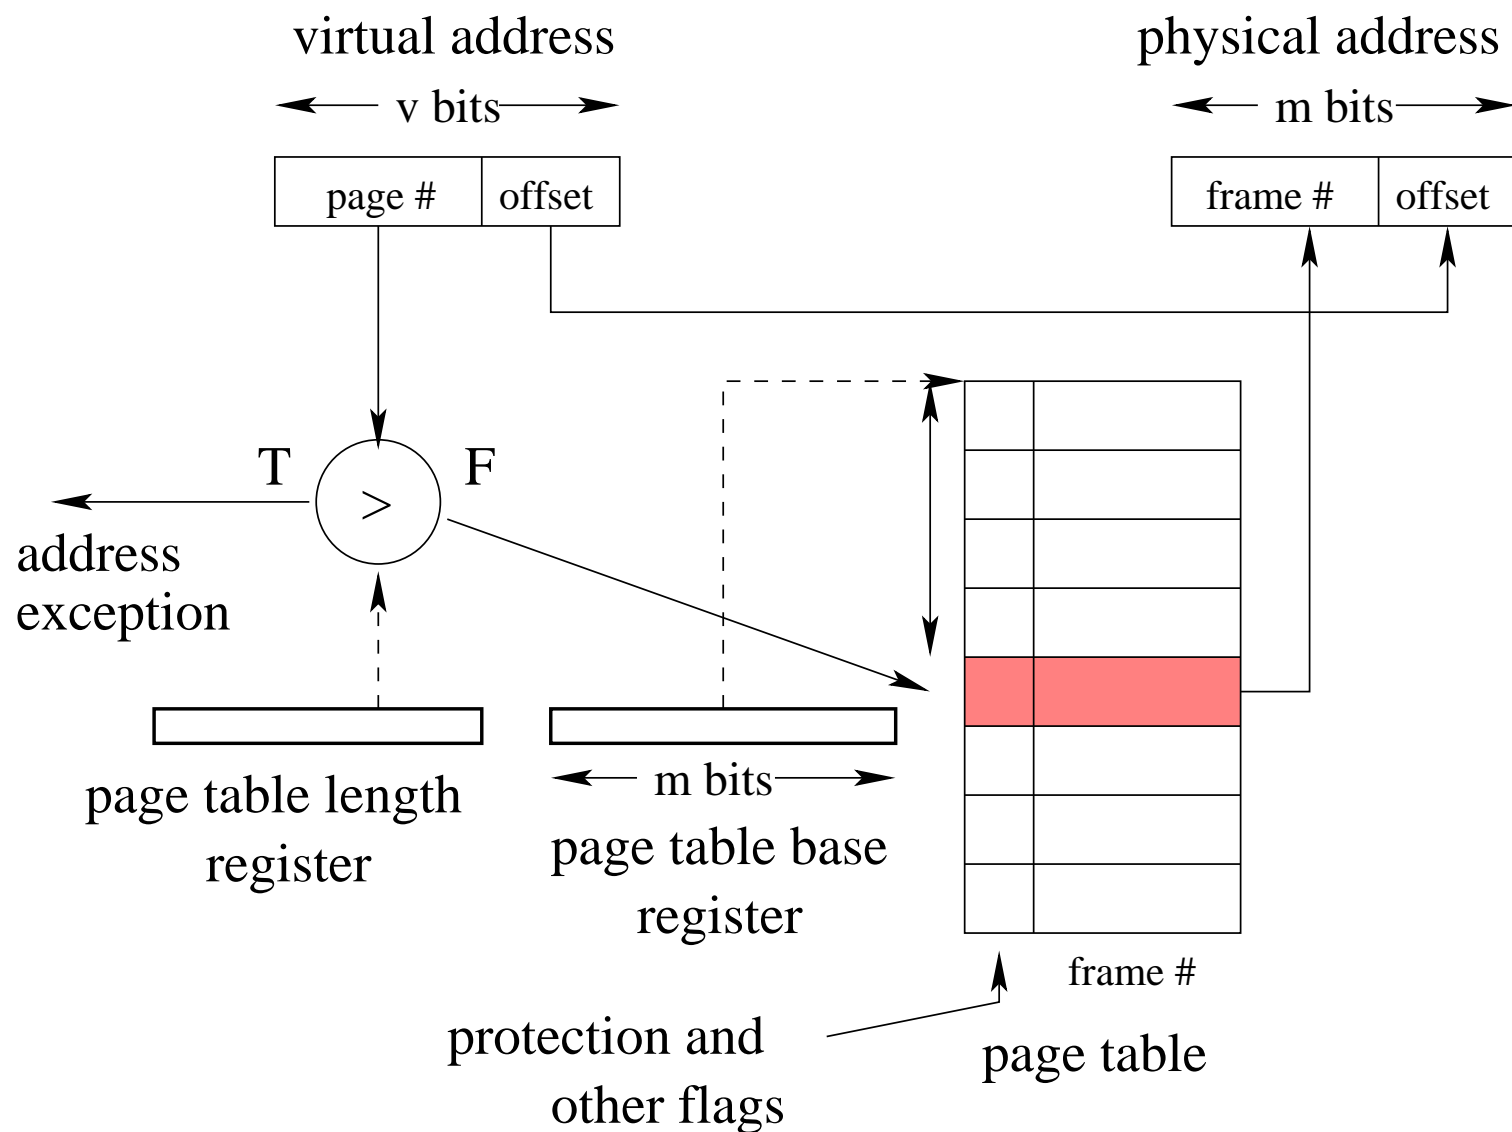 virtual address
physical address
v bits
m bits
page #
offset
frame #
offset
T
F
>
address
exception
page table length
register
m bits
page table base
register
frame #
page table
protection and
other flags